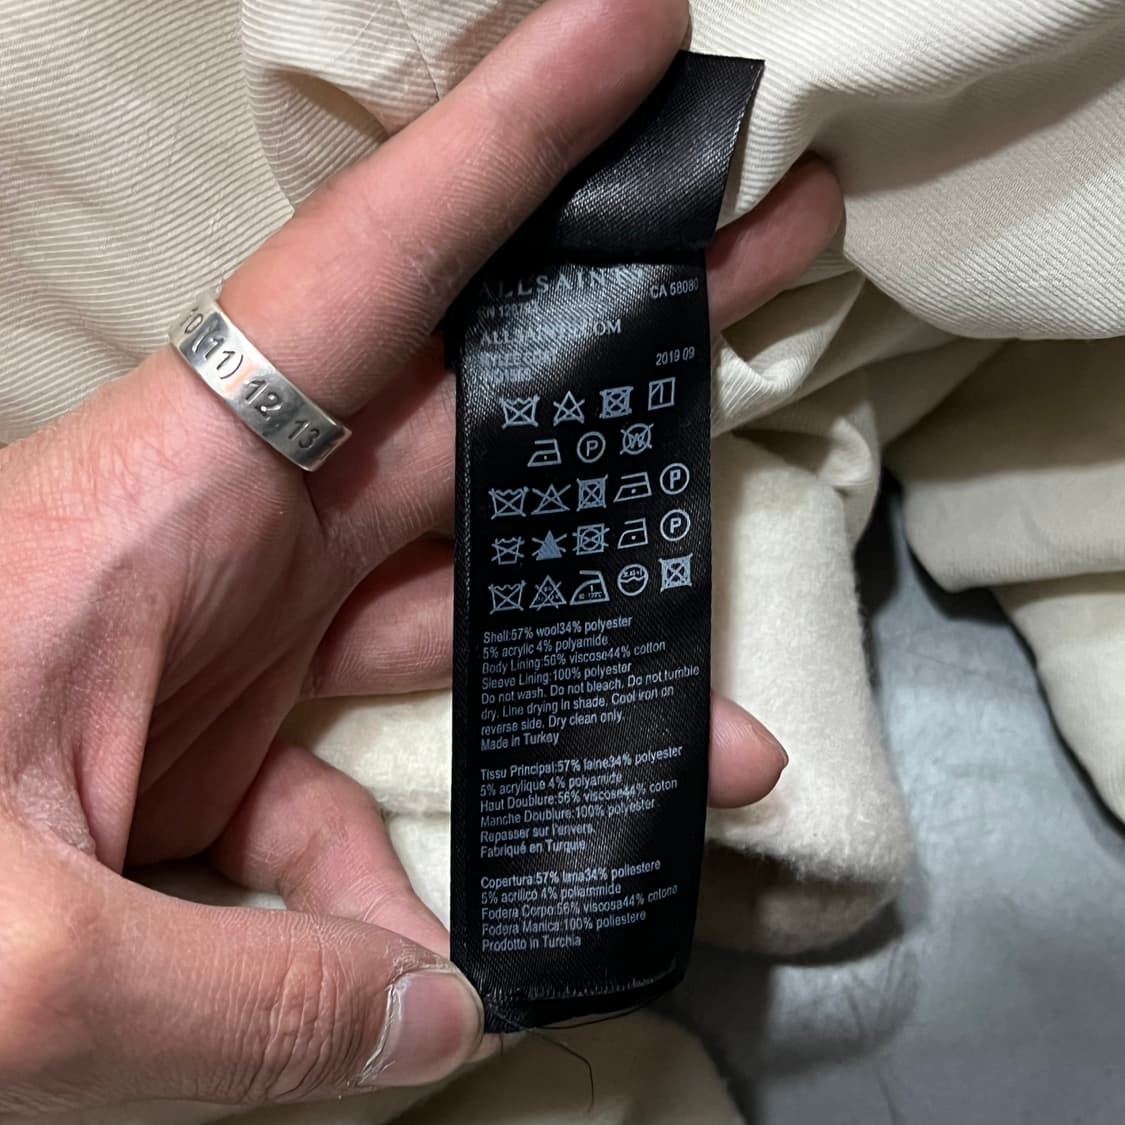 0 (11) 12, 13
ALLSAINTS
CA 58080
ALLSAINTS.COM
COAT
2019 09
P
W
P
P
Shell:57% wool34% polyester
5% acrylic 4% polyamide
Body Lining:56% viscose44% cotton
Sleeve Lining:100% polyester
Do not wash. Do not bleach. Do not tumble
dry. Line drying in shade. Cool iron on
reverse side. Dry clean only.
Made in Turkey
Tissu Principal:57% laine34% polyester
5% acrylique 4% polyamide
Haut Doublure:56% viscose44% coton
Manche Doublure:100% polyester
Repasser sur l'envers.
Fabriqué en Turquie
Copertura:57% lana34% poliestere
5% acrilico 4% poliammide
Fodera Corpo:56% viscosa44% cotone
Fodera Manica:100% poliestere
Prodotto in Turchia